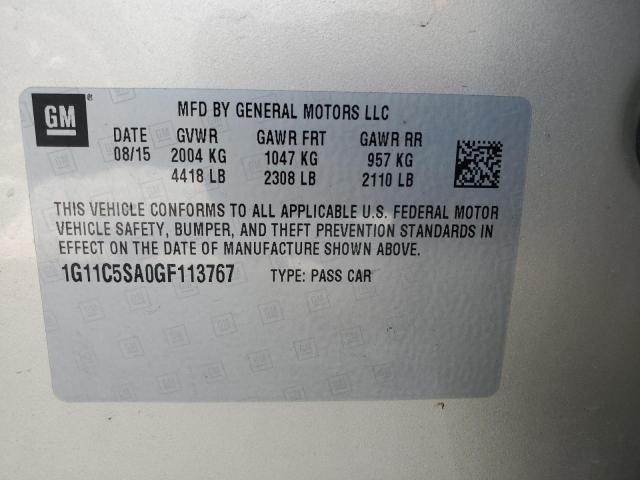 GM ®
MFD BY GENERAL MOTORS LLC
DATE GVWR GAWR FRT GAWR RR
08/15 2004 KG 1047 KG 957 KG
4418 LB 2308 LB 2110 LB
THIS VEHICLE CONFORMS TO ALL APPLICABLE U.S. FEDERAL MOTOR
VEHICLE SAFETY, BUMPER, AND THEFT PREVENTION STANDARDS IN
EFFECT ON THE DATE OF MANUFACTURE SHOWN ABOVE.
1G11C5SA0GF113767 TYPE: PASS CAR